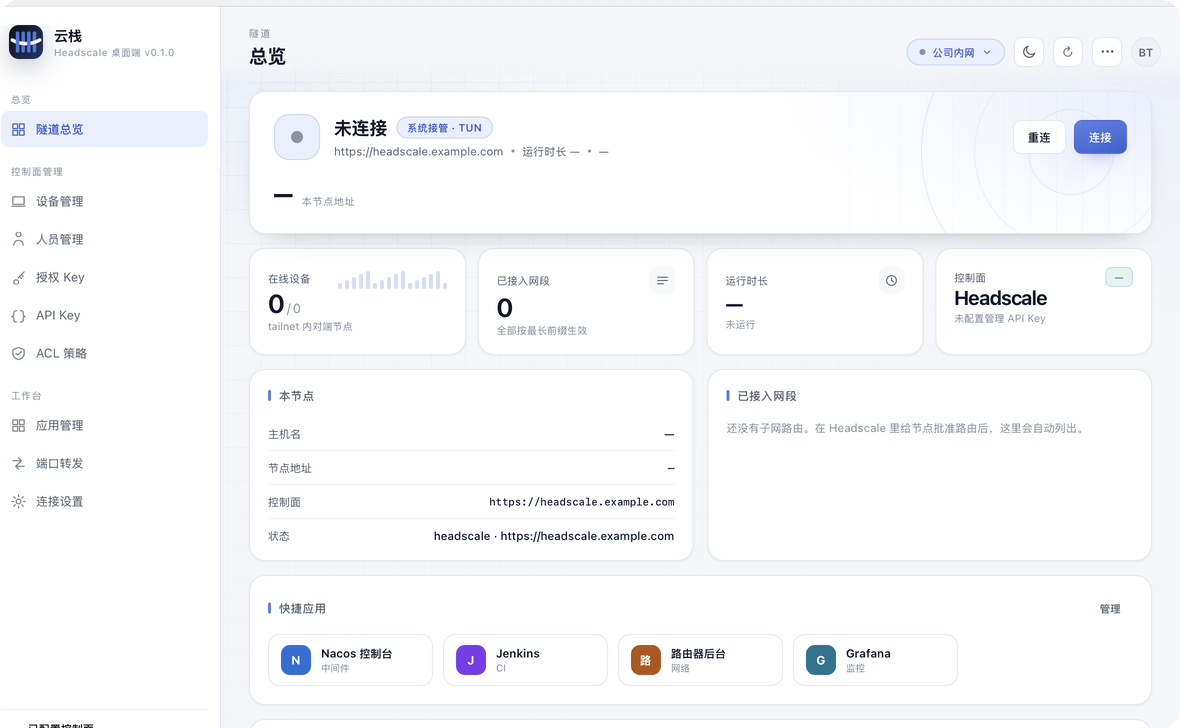 云栈
Headscale 桌面端 v0.1.0
总览
隧道总览
控制面管理
设备管理
人员管理
授权 Key
API Key
ACL 策略
工作台
应用管理
端口转发
连接设置
已配置控制面
隧道
总览
公司内网
BT
未连接
系统接管 · TUN
https://headscale.example.com • 运行时长 — • —
重连
连接
— 本节点地址
在线设备
0 / 0
tailnet 内对端节点
已接入网段
0
全部按最长前缀生效
运行时长
—
未运行
控制面
—
Headscale
未配置管理 API Key
本节点
主机名 —
节点地址 —
控制面 https://headscale.example.com
状态 headscale · https://headscale.example.com
已接入网段
还没有子网路由。在 Headscale 里给节点批准路由后，这里会自动列出。
快捷应用
管理
N
Nacos 控制台
中间件
J
Jenkins
CI
路
路由器后台
网络
G
Grafana
监控